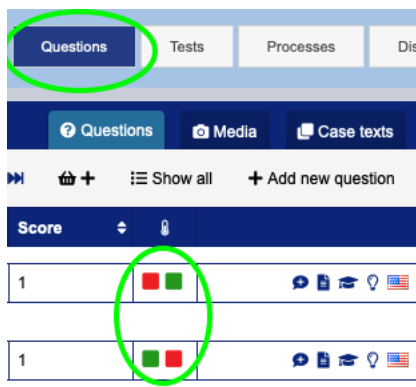 Questions Tests Processes Dis
Questions Media Case texts
Show all Add new question
Score
1
1